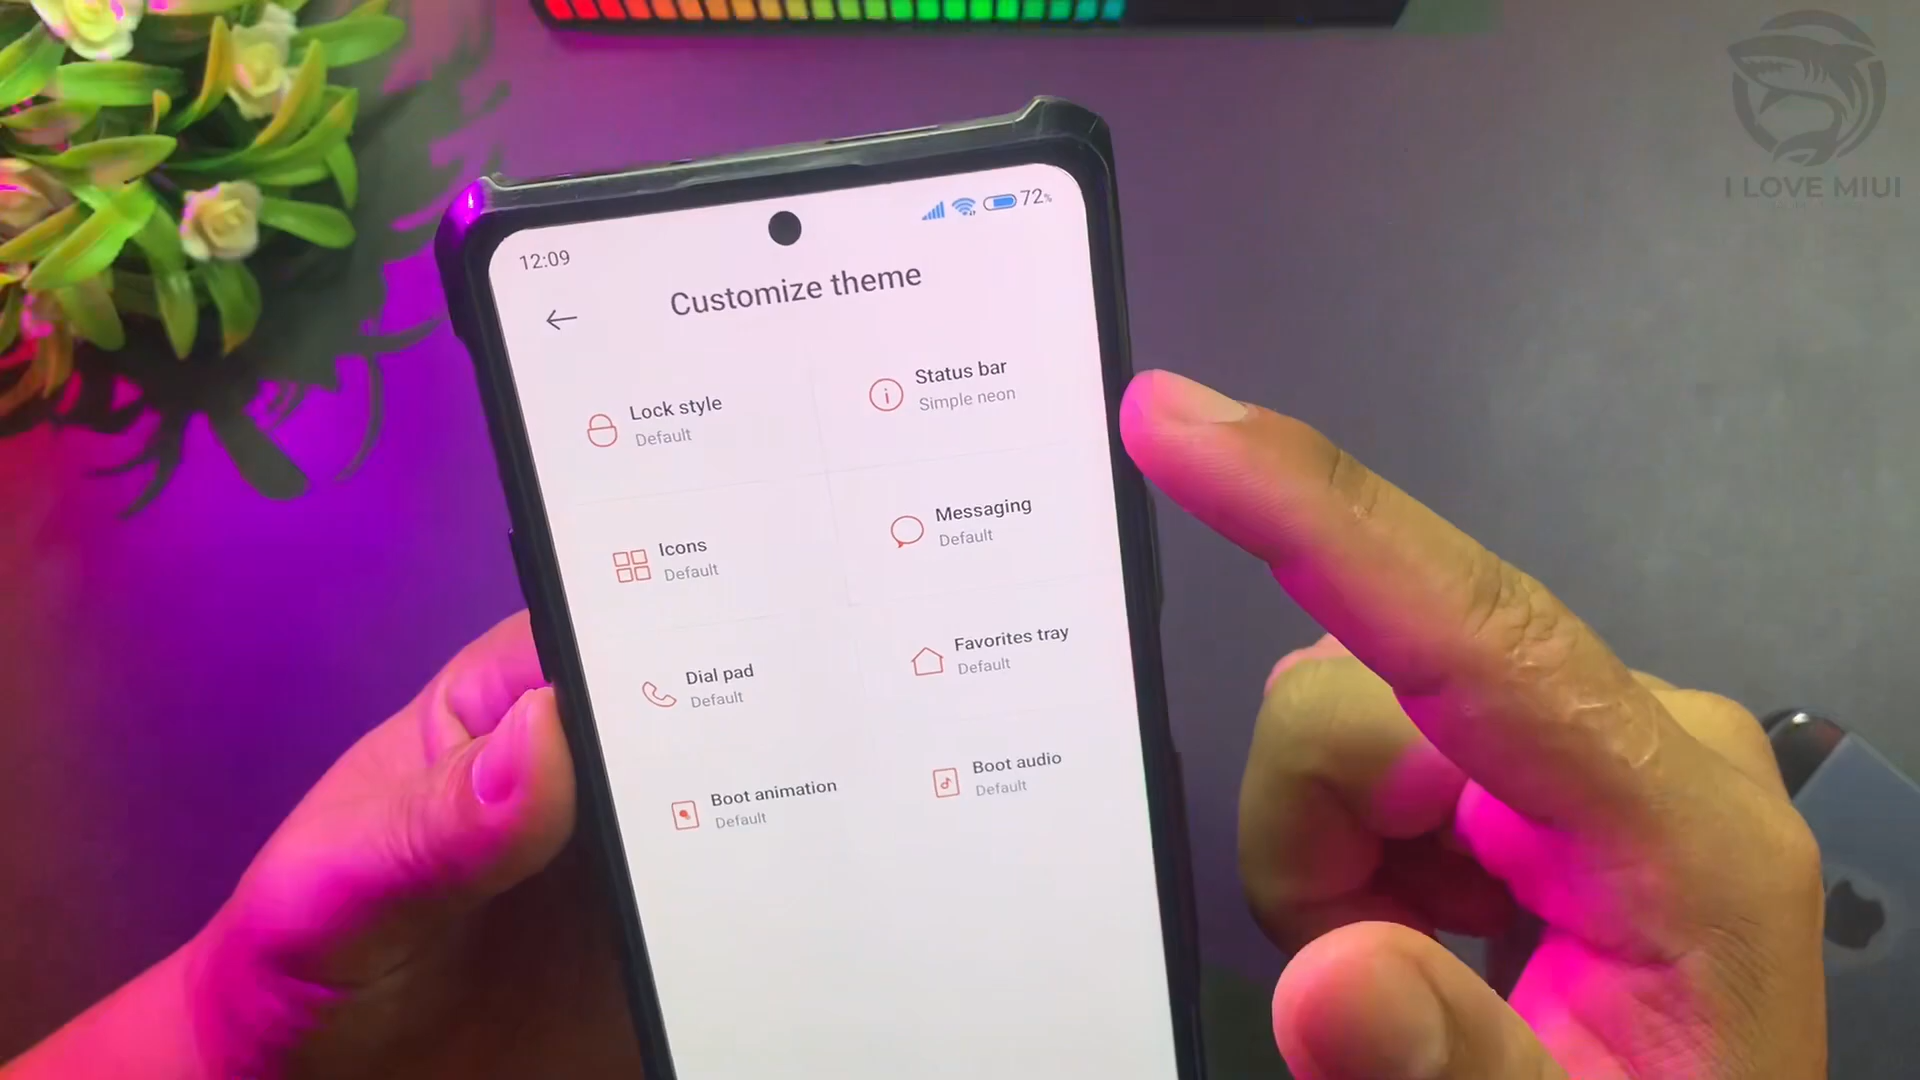 I LOVE MIUI
12:09
72%
Customize theme
Lock style
Default
Status bar
Simple neon
Icons
Default
Messaging
Default
Dial pad
Default
Favorites tray
Default
Boot animation
Default
Boot audio
Default